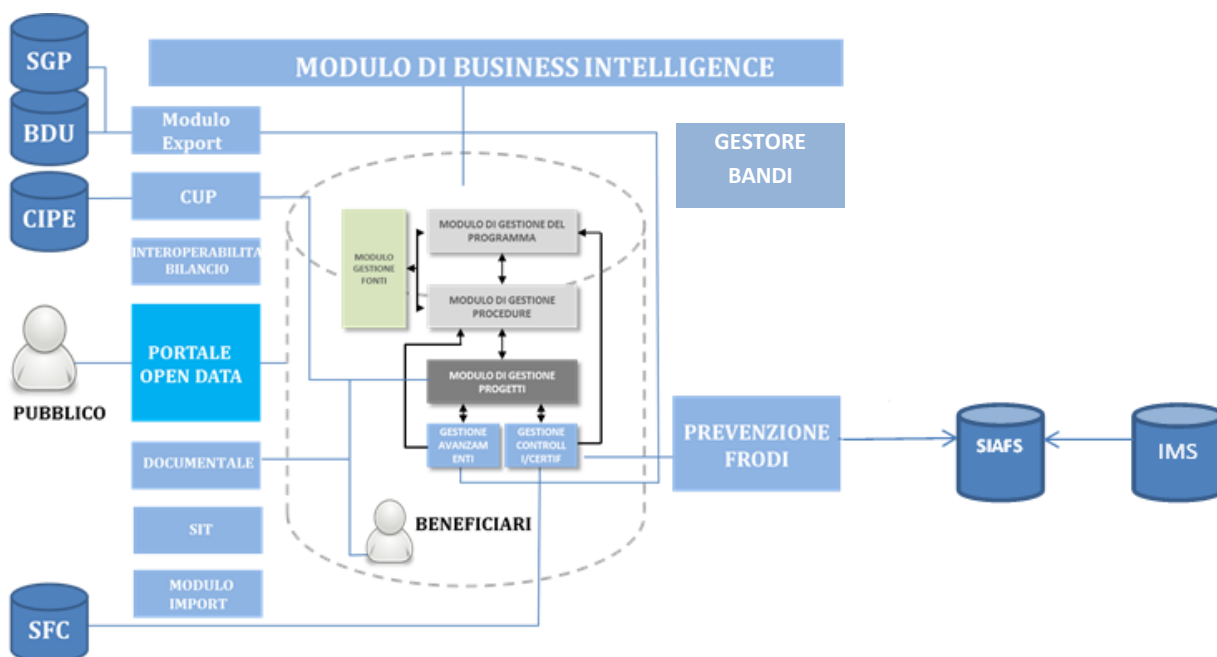 SGP
MODULO DI BUSINESS INTELLIGENCE
BDU
Modulo
Export
GESTORE
BANDI
CIPE
CUP
MODULO DI GESTIONE DEL
PROGRAMMA
INTEROPERABILITA
BILANCIO
MODULO
GESTIONE
FONTI
MODULO DI GESTIONE
PROCEDURE
PORTALE
OPEN DATA
PUBBLICO
MODULO DI GESTIONE
PROGETTI
GESTIONE
AVANZAM
ENTI
GESTIONE
CONTROLL
I/CERTIF
PREVENZIONE
FRODI
SIAFS
IMS
DOCUMENTALE
BENEFICIARI
SIT
MODULO
IMPORT
SFC